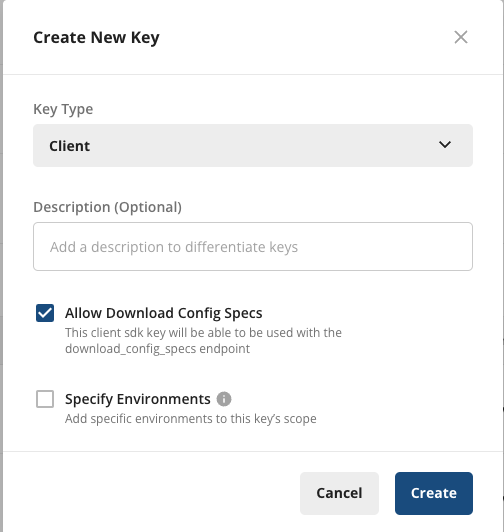 Create New Key
Key Type
Client
Description (Optional)
Add a description to differentiate keys
Allow Download Config Specs
This client sdk key will be able to be used with the
download_config_specs endpoint
Specify Environments
Add specific environments to this key's scope
Cancel
Create